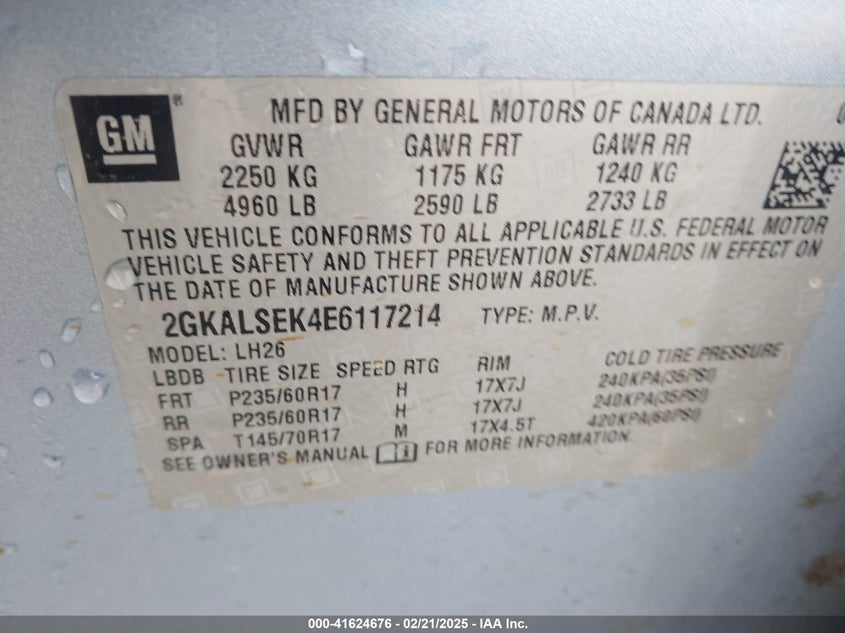 GM ®
MFD BY GENERAL MOTORS OF CANADA LTD.
GVWR GAWR FRT GAWR RR
2250 KG 1175 KG 1240 KG
4960 LB 2590 LB 2733 LB
THIS VEHICLE CONFORMS TO ALL APPLICABLE U.S. FEDERAL MOTOR
VEHICLE SAFETY AND THEFT PREVENTION STANDARDS IN EFFECT ON
THE DATE OF MANUFACTURE SHOWN ABOVE.
2GKALSEK4E6117214 TYPE: M.P.V.
MODEL: LH26
LBDB TIRE SIZE SPEED RTG RIM COLD TIRE PRESSURE
FRT P235/60R17 H 17X7J 240KPA(35PSI)
RR P235/60R17 H 17X7J 240KPA(35PSI)
SPA T145/70R17 M 17X4.5T 420KPA(60PSI)
SEE OWNER'S MANUAL FOR MORE INFORMATION.
000-41624676 — 02/21/2025 — IAA Inc.